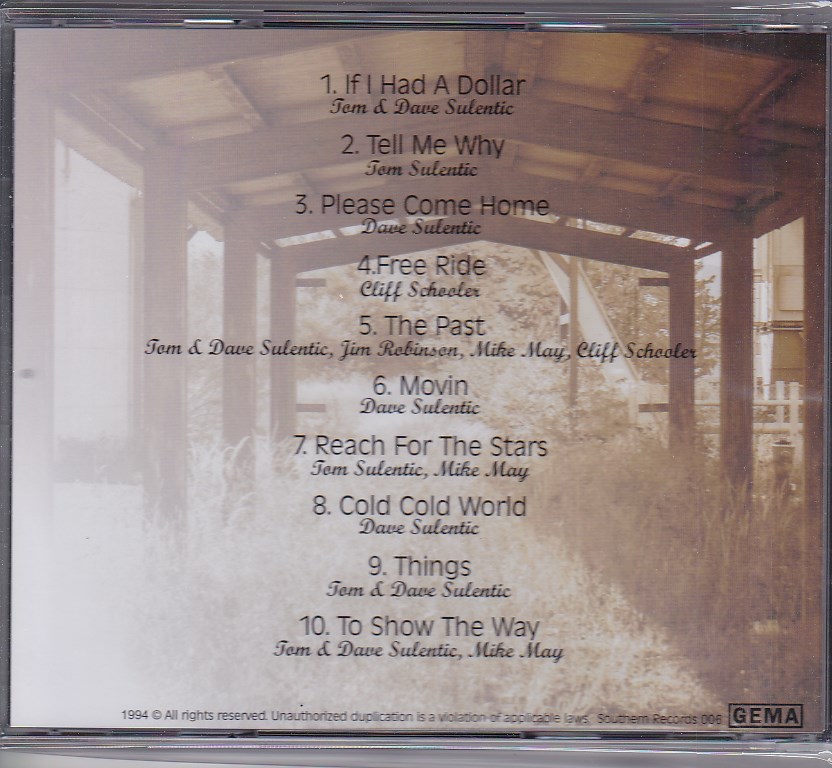 1. If I Had A Dollar
Tom & Dave Sulentic
2. Tell Me Why
Tom Sulentic
3. Please Come Home
Dave Sulentic
4.Free Ride
Cliff Schooler
5. The Past
Tom & Dave Sulentic, Jim Robinson, Mike May, Cliff Schooler
6. Movin
Dave Sulentic
7. Reach For The Stars
Tom Sulentic, Mike May
8. Cold Cold World
Dave Sulentic
9. Things
Tom & Dave Sulentic
10. To Show The Way
Tom & Dave Sulentic, Mike May
1994 © All rights reserved. Unauthorized duplication is a violation of applicable laws. Southern Records 006 GEMA